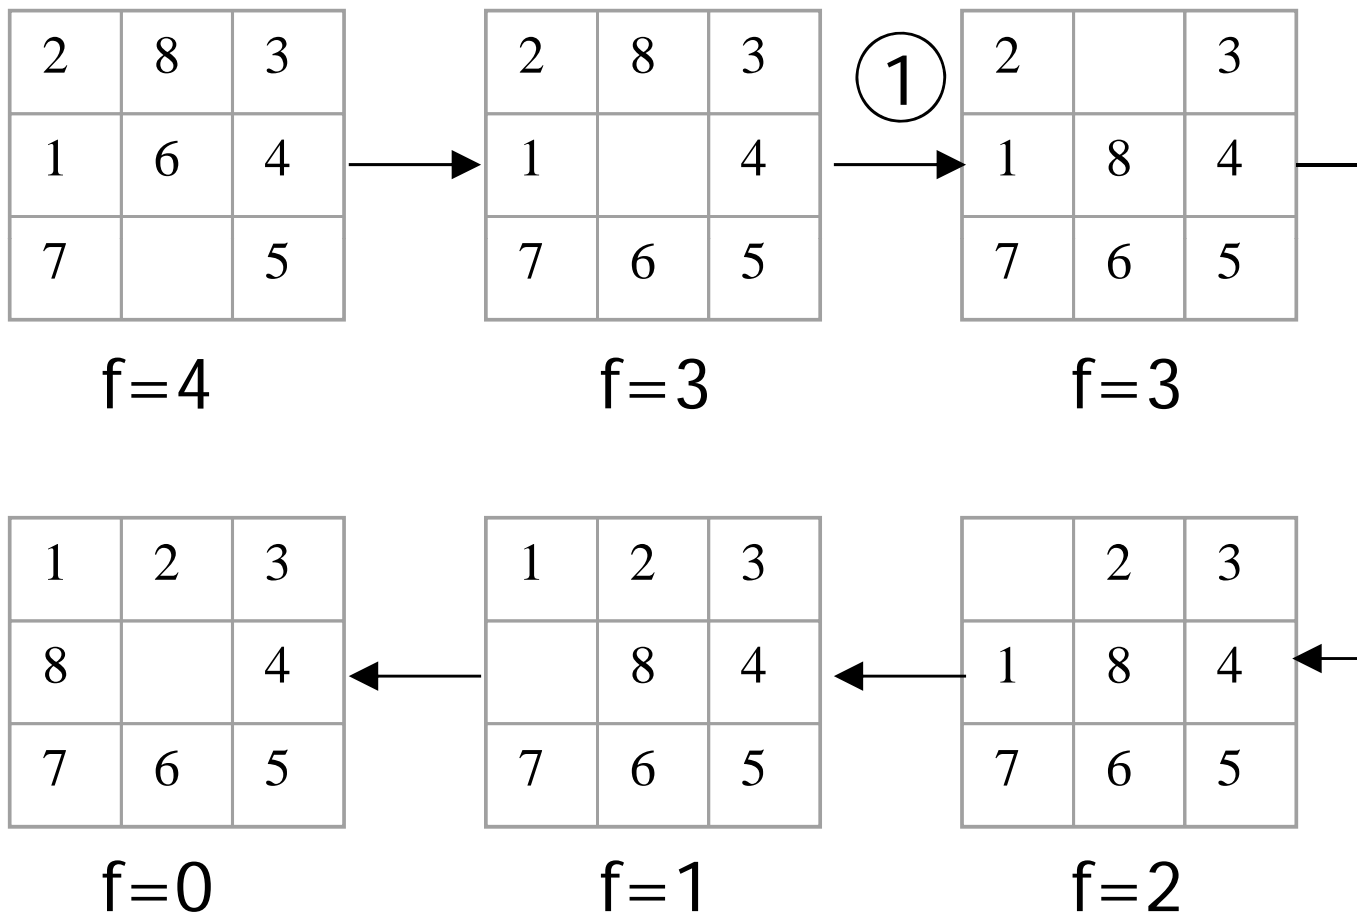 2 8 3 2 8 3 1 2 3
1 6 4 1 4 1 8 4
7 5 7 6 5 7 6 5
f=4 f=3 f=3
1 2 3 1 2 3 2 3
8 4 8 4 1 8 4
7 6 5 7 6 5 7 6 5
f=0 f=1 f=2